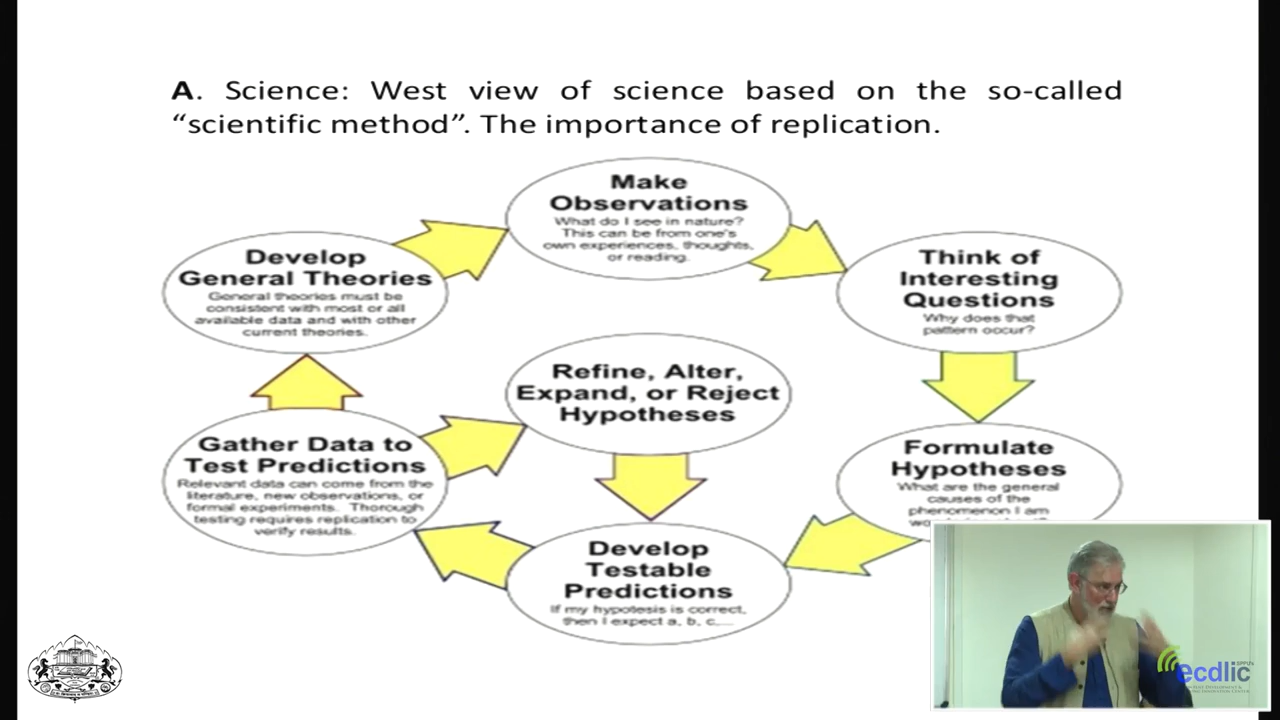 A. Science: West view of science based on the so-called
“scientific method”. The importance of replication.
Make
Observations
What do I see in nature?
This can be from one's
own experiences, thoughts,
or reading.
Think of
Interesting
Questions
Why does that
pattern occur?
Formulate
Hypotheses
What are the general
causes of the
phenomenon I am
Develop
Testable
Predictions
If my hypotesis is correct,
then I expect a, b, c,...
Gather Data to
Test Predictions
Relevant data can come from the
literature, new observations, or
formal experiments. Thorough
testing requires replication to
verify results.
Refine, Alter,
Expand, or Reject
Hypotheses
Develop
General Theories
General theories must be
consistent with most or all
available data and with other
current theories.
SPPU's
ecdlic